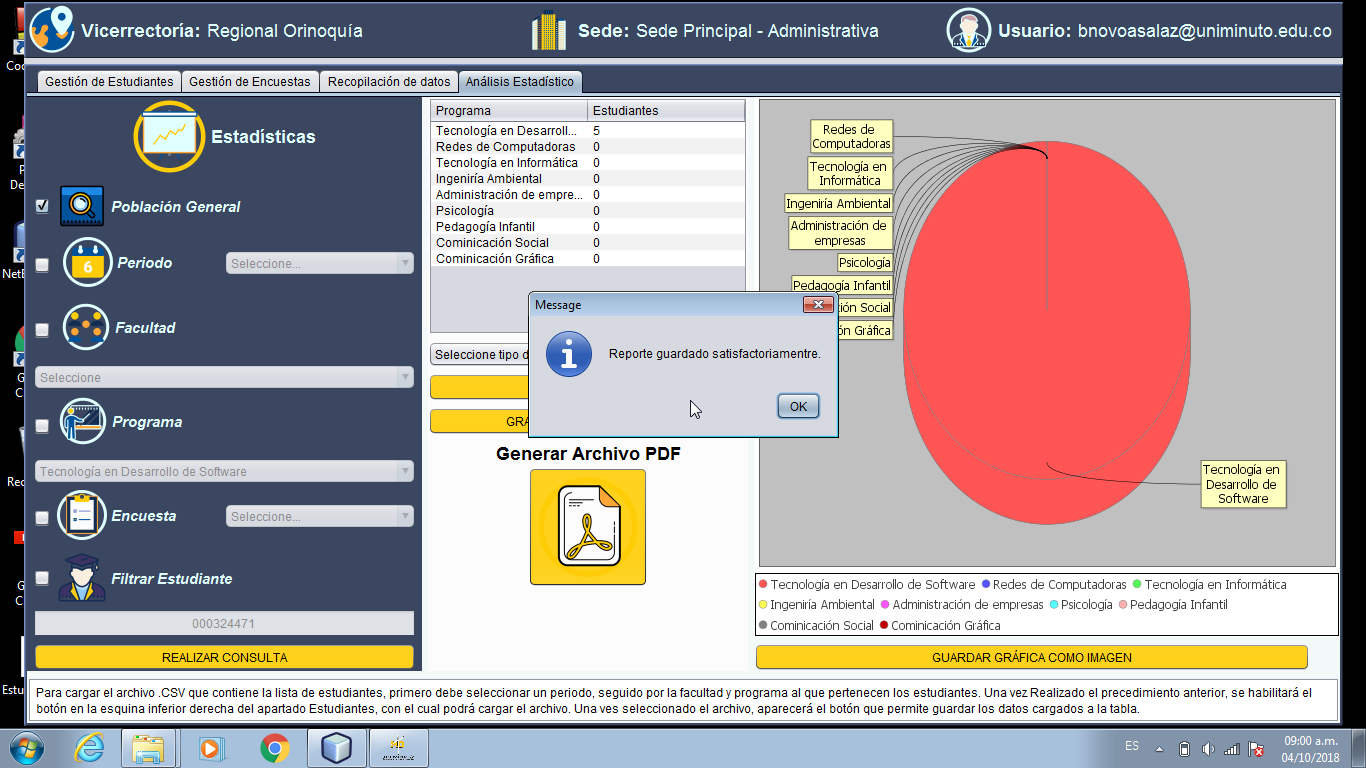 Vicerrectoría: Regional Orinoquía
Sede: Sede Principal - Administrativa
Usuario: bnovoasalaz@uniminuto.edu.co
Gestión de Estudiantes
Gestión de Encuestas
Recopilación de datos
Análisis Estadístico
Estadísticas
Población General
6
Periodo
Seleccione...
Facultad
Seleccione
Programa
Tecnología en Desarrollo de Software
Encuesta
Seleccione...
Filtrar Estudiante
000324471
REALIZAR CONSULTA
Programa Estudiantes
Tecnología en Desarroll... 5
Redes de Computadoras 0
Tecnología en Informática 0
Ingeniría Ambiental 0
Administración de empre... 0
Psicología 0
Pedagogía Infantil 0
Cominicación Social 0
Cominicación Gráfica 0
Seleccione tipo d
GRA
Message
Reporte guardado satisfactoriamentre.
OK
Generar Archivo PDF
Redes de
Computadoras
Tecnología en
Informática
Ingeniría Ambiental
Administración de
empresas
Psicología
Pedagogía Infantil
ión Social
ón Gráfica
Tecnología en
Desarrollo de
Software
Tecnología en Desarrollo de Software Redes de Computadoras Tecnología en Informática
Ingeniría Ambiental Administración de empresas Psicología Pedagogía Infantil
Cominicación Social Cominicación Gráfica
GUARDAR GRÁFICA COMO IMAGEN
Para cargar el archivo .CSV que contiene la lista de estudiantes, primero debe seleccionar un periodo, seguido por la facultad y programa al que pertenecen los estudiantes. Una vez Realizado el precedimiento anterior, se habilitará el
botón en la esquina inferior derecha del apartado Estudiantes, con el cual podrá cargar el archivo. Una ves seleccionado el archivo, aparecerá el botón que permite guardar los datos cargados a la tabla.
ES
09:00 a.m.
04/10/2018